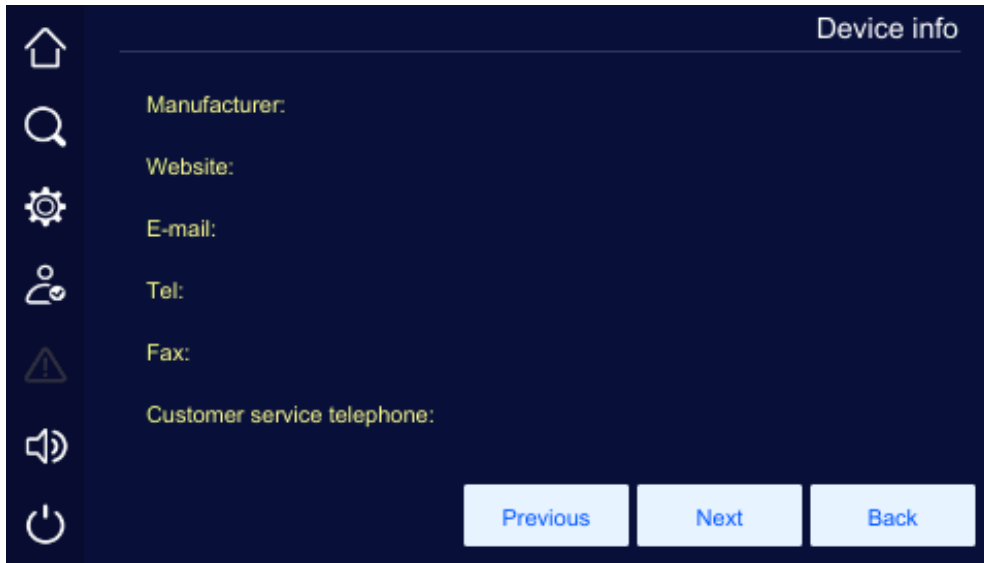 Device info
Manufacturer:
Website:
E-mail:
Tel:
Fax:
Customer service telephone:
Previous
Next
Back